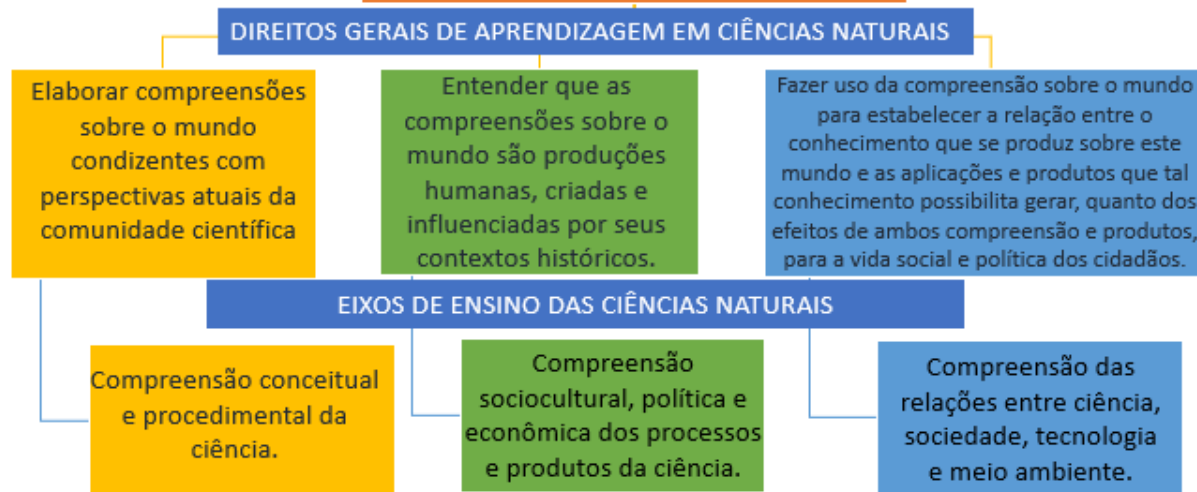 DIREITOS GERAIS DE APRENDIZAGEM EM CIÊNCIAS NATURAIS
Elaborar compreensões
sobre o mundo
condizentes com
perspectivas atuais da
comunidade científica
Entender que as
compreensões sobre o
mundo são produções
humanas, criadas e
influenciadas por seus
contextos históricos.
Fazer uso da compreensão sobre o mundo
para estabelecer a relação entre o
conhecimento que se produz sobre este
mundo e as aplicações e produtos que tal
conhecimento possibilita gerar, quanto dos
efeitos de ambos compreensão e produtos,
para a vida social e política dos cidadãos.
EIXOS DE ENSINO DAS CIÊNCIAS NATURAIS
Compreensão conceitual
e procedimental da
ciência.
Compreensão
sociocultural, política e
econômica dos processos
e produtos da ciência.
Compreensão das
relações entre ciência,
sociedade, tecnologia
e meio ambiente.